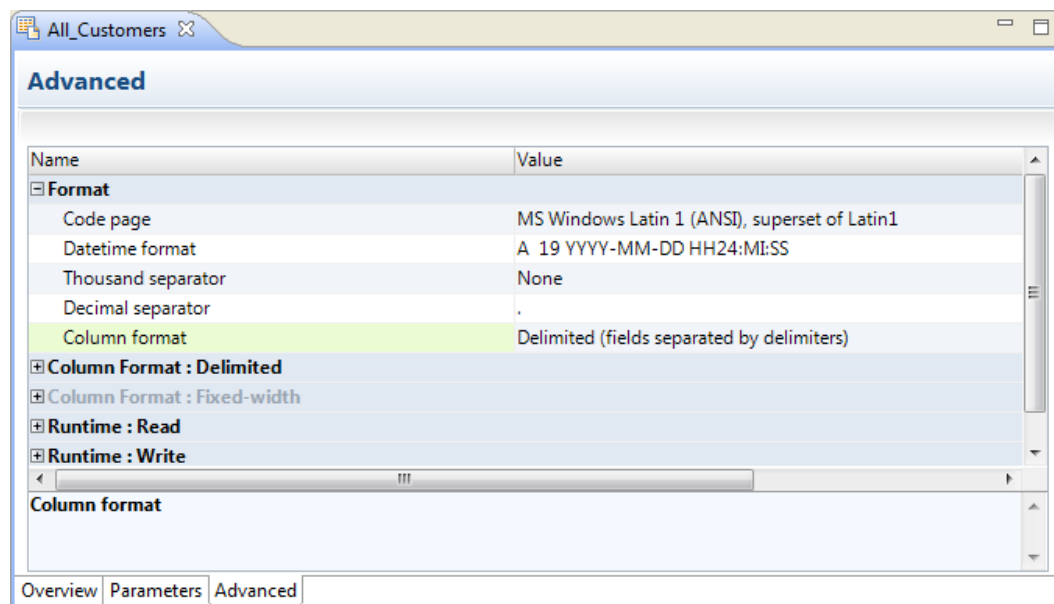 All_Customers
Advanced
Name Value
Format
Code page MS Windows Latin 1 (ANSI), superset of Latin1
Datetime format A  19 YYYY-MM-DD HH24:MI:SS
Thousand separator None
Decimal separator .
Column format Delimited (fields separated by delimiters)
Column Format : Delimited
Column Format : Fixed-width
Runtime : Read
Runtime : Write
Column format
Overview Parameters Advanced